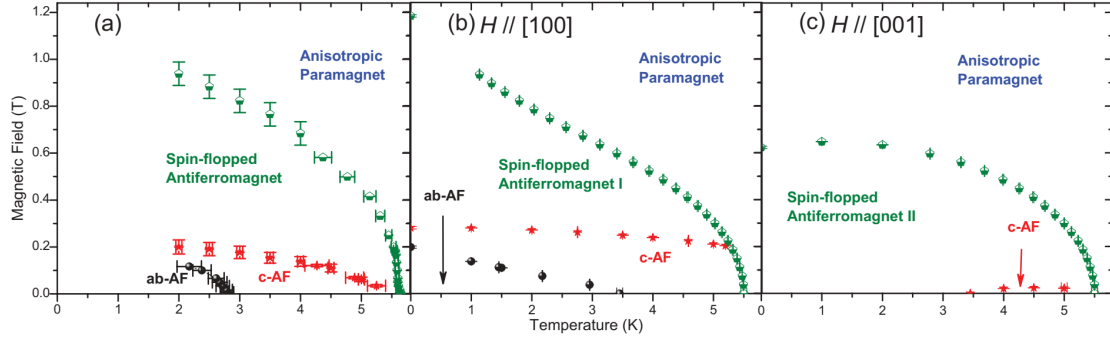 (a)
(b) H // [100]
(c) H // [001]
Anisotropic
Paramagnet
Anisotropic
Paramagnet
Anisotropic
Paramagnet
Spin-flopped
Antiferromagnet
Spin-flopped
Antiferromagnet I
Spin-flopped
Antiferromagnet II
ab-AF
c-AF
ab-AF
c-AF
c-AF
Magnetic Field (T)
1.2
1.0
0.8
0.6
0.4
0.2
0.0
0 1 2 3 4 5
0 1 2 3 4 5
0 1 2 3 4 5
Temperature (K)